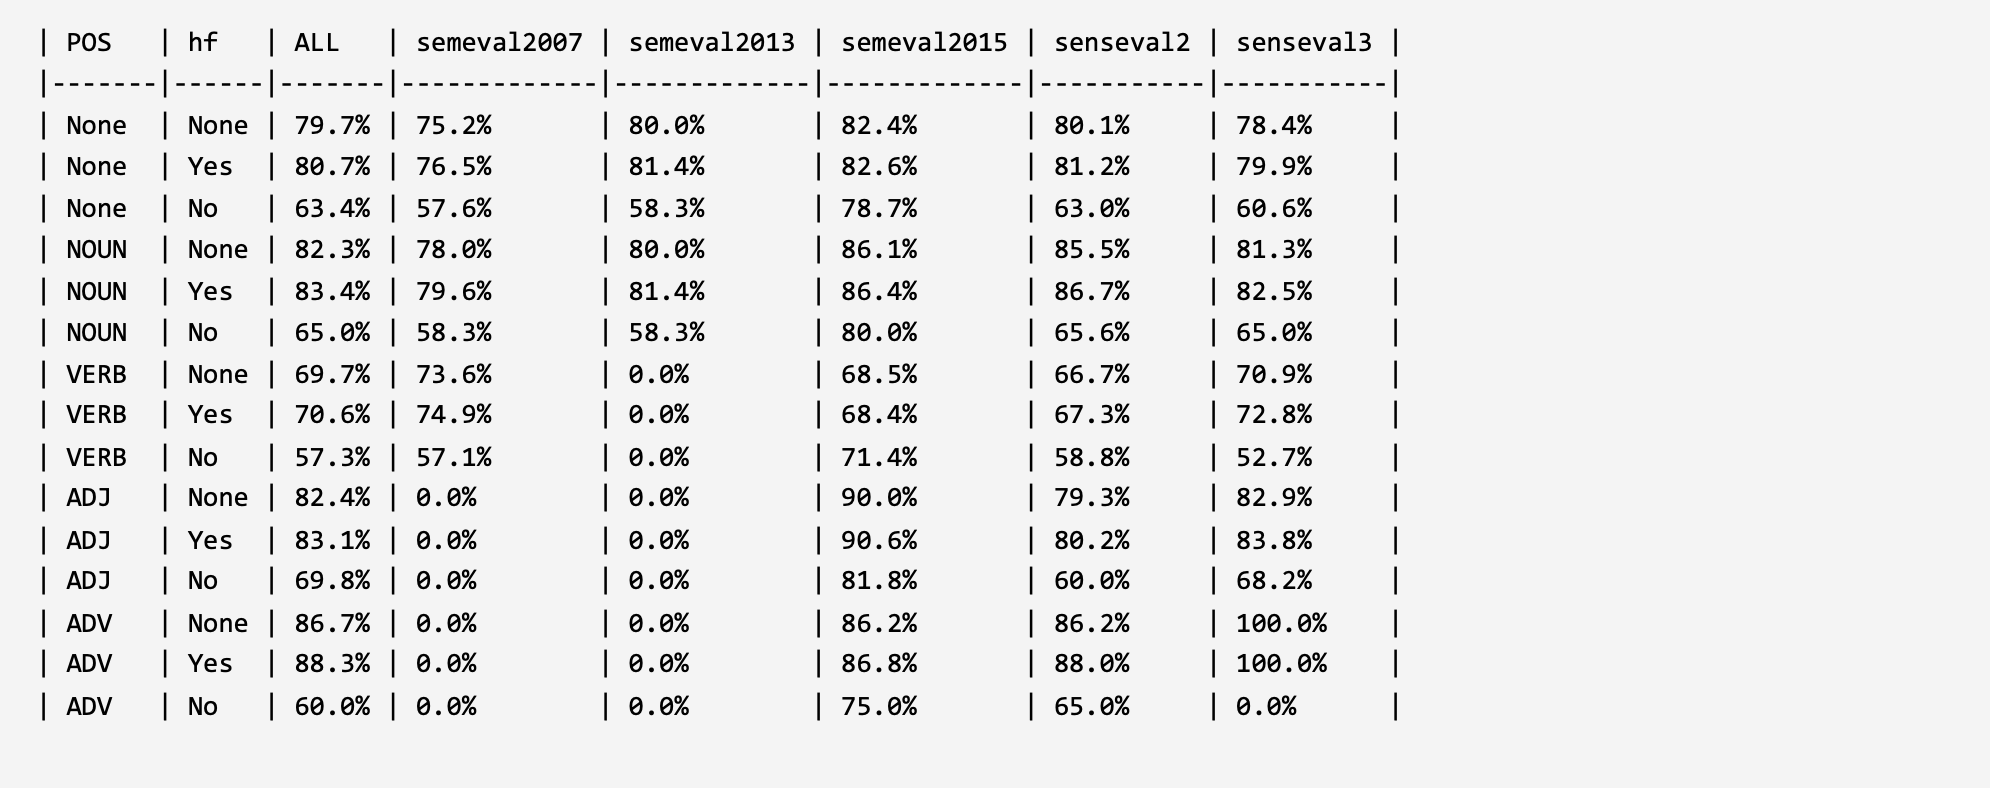 | POS   | hf   | ALL   | semeval2007 | semeval2013 | semeval2015 | senseval2 | senseval3 |
|-------|------|-------|-------------|-------------|-------------|-----------|-----------|
| None  | None | 79.7% | 75.2%       | 80.0%       | 82.4%       | 80.1%     | 78.4%     |
| None  | Yes  | 80.7% | 76.5%       | 81.4%       | 82.6%       | 81.2%     | 79.9%     |
| None  | No   | 63.4% | 57.6%       | 58.3%       | 78.7%       | 63.0%     | 60.6%     |
| NOUN  | None | 82.3% | 78.0%       | 80.0%       | 86.1%       | 85.5%     | 81.3%     |
| NOUN  | Yes  | 83.4% | 79.6%       | 81.4%       | 86.4%       | 86.7%     | 82.5%     |
| NOUN  | No   | 65.0% | 58.3%       | 58.3%       | 80.0%       | 65.6%     | 65.0%     |
| VERB  | None | 69.7% | 73.6%       | 0.0%        | 68.5%       | 66.7%     | 70.9%     |
| VERB  | Yes  | 70.6% | 74.9%       | 0.0%        | 68.4%       | 67.3%     | 72.8%     |
| VERB  | No   | 57.3% | 57.1%       | 0.0%        | 71.4%       | 58.8%     | 52.7%     |
| ADJ   | None | 82.4% | 0.0%        | 0.0%        | 90.0%       | 79.3%     | 82.9%     |
| ADJ   | Yes  | 83.1% | 0.0%        | 0.0%        | 90.6%       | 80.2%     | 83.8%     |
| ADJ   | No   | 69.8% | 0.0%        | 0.0%        | 81.8%       | 60.0%     | 68.2%     |
| ADV   | None | 86.7% | 0.0%        | 0.0%        | 86.2%       | 86.2%     | 100.0%    |
| ADV   | Yes  | 88.3% | 0.0%        | 0.0%        | 86.8%       | 88.0%     | 100.0%    |
| ADV   | No   | 60.0% | 0.0%        | 0.0%        | 75.0%       | 65.0%     | 0.0%      |